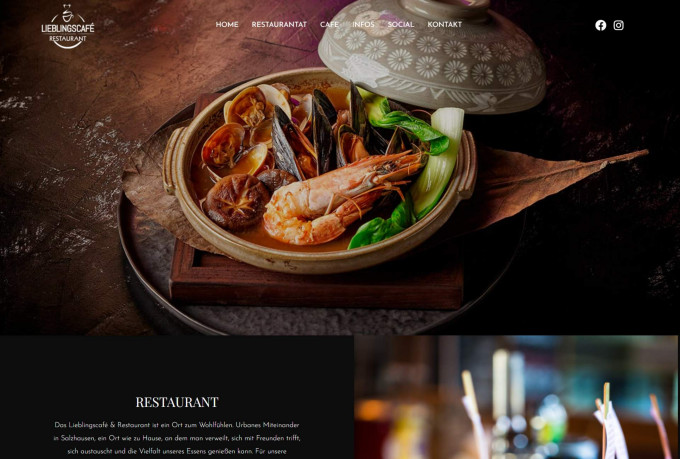 LIEBLINGSCAFÉ
RESTAURANT
HOME RESTAURANTAT CAFE INFOS SOCIAL KONTAKT
RESTAURANT
Das Lieblingscafé & Restaurant ist ein Ort zum Wohlfühlen. Urbanes Miteinander
in Salzhausen, ein Ort wie zu Hause, an dem man verweilt, sich mit Freunden trifft,
sich austauscht und die Vielfalt unseres Essens genießen kann. Für unsere